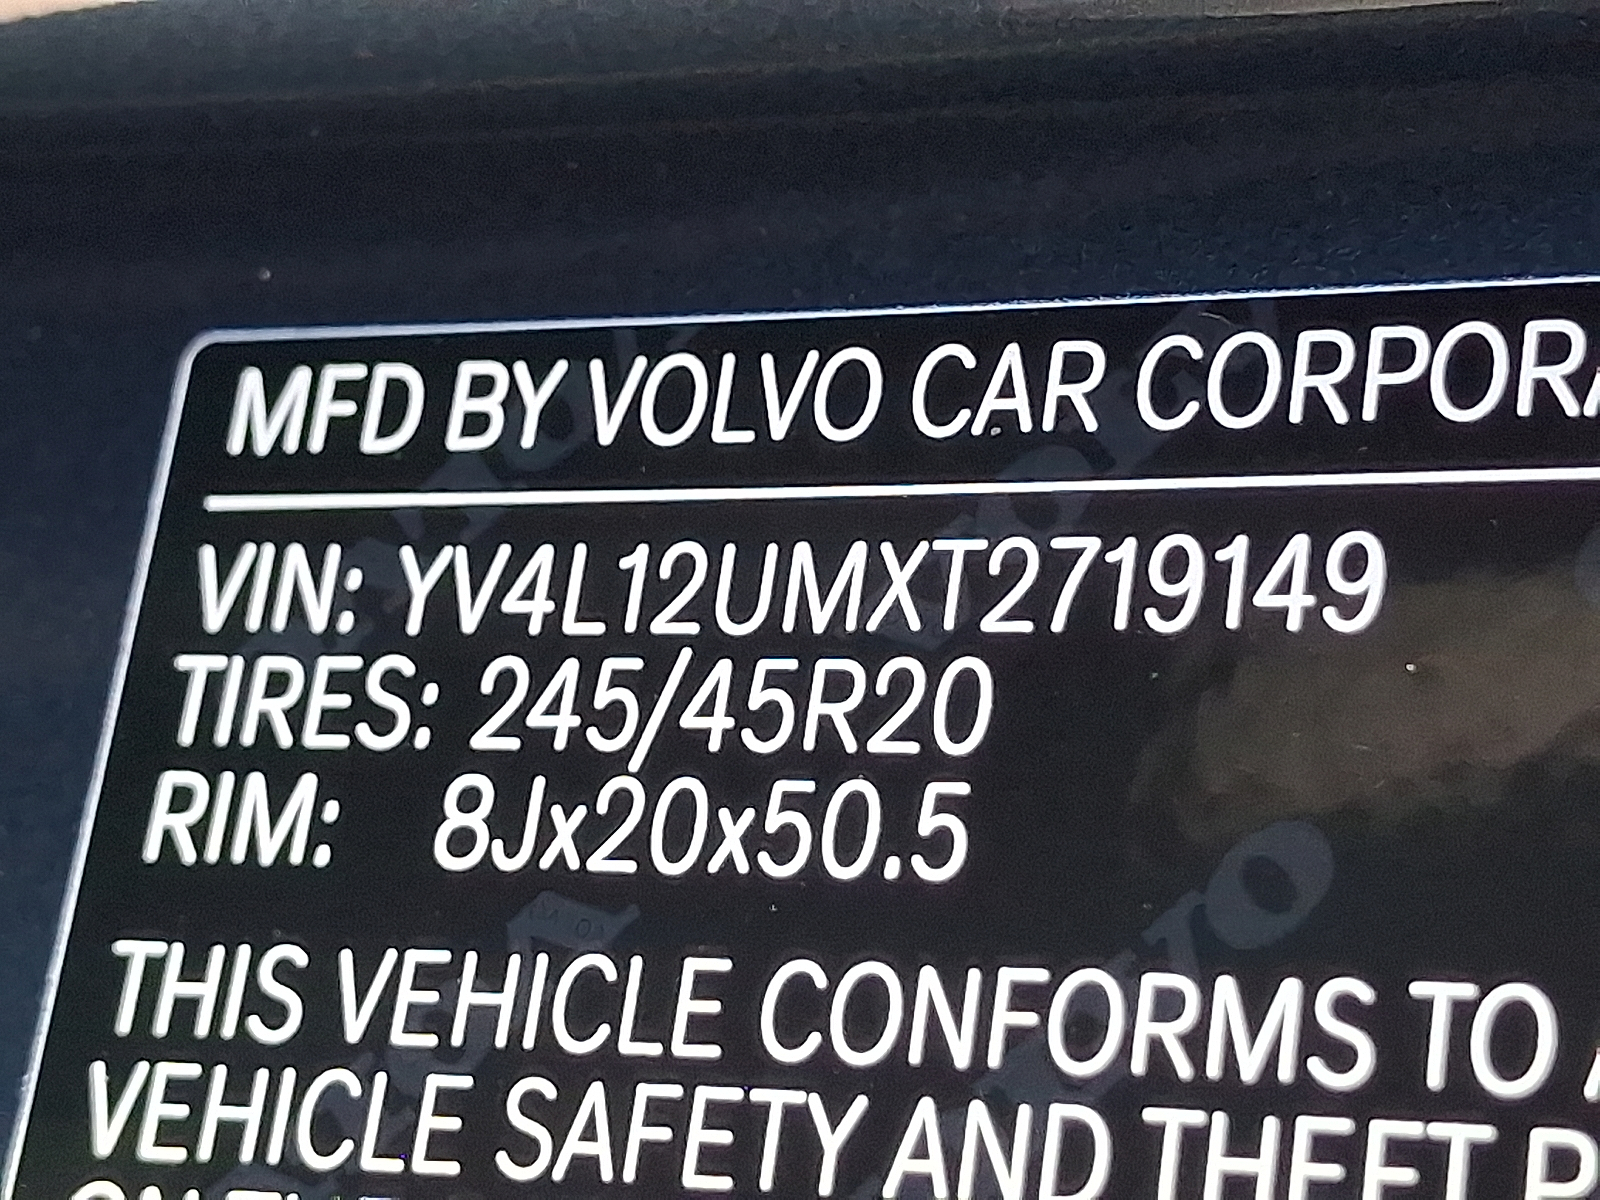 MFD BY VOLVO CAR CORPORA
VIN: YV4L12UMXT2719149
TIRES: 245/45R20
RIM: 8Jx20x50.5
THIS VEHICLE CONFORMS TO
VEHICLE SAFETY AND THEFT P